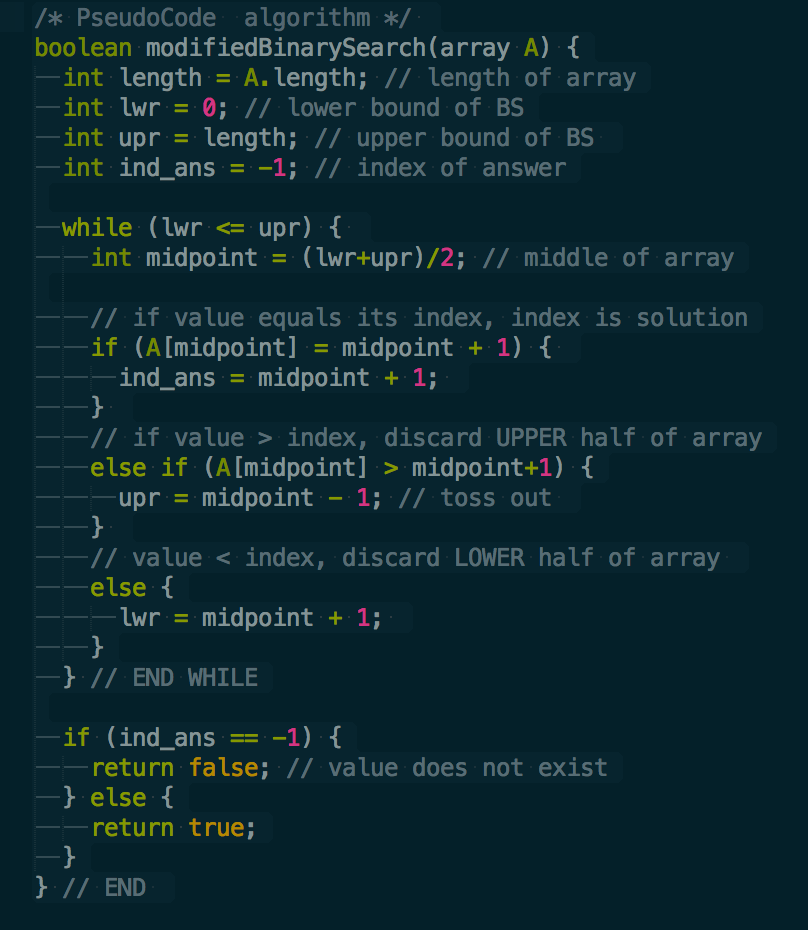 /* PseudoCode  algorithm */
boolean modifiedBinarySearch(array A) {
int length = A.length; // length of array
int lwr = 0; // lower bound of BS
int upr = length; // upper bound of BS
int ind_ans = -1; // index of answer
while (lwr <= upr) {
int midpoint = (lwr+upr)/2; // middle of array
// if value equals its index, index is solution
if (A[midpoint] = midpoint + 1) {
ind_ans = midpoint + 1;
}
// if value > index, discard UPPER half of array
else if (A[midpoint] > midpoint+1) {
upr = midpoint - 1; // toss out
}
// value < index, discard LOWER half of array
else {
lwr = midpoint + 1;
}
} // END WHILE
if (ind_ans == -1) {
return false; // value does not exist
} else {
return true;
}
} // END